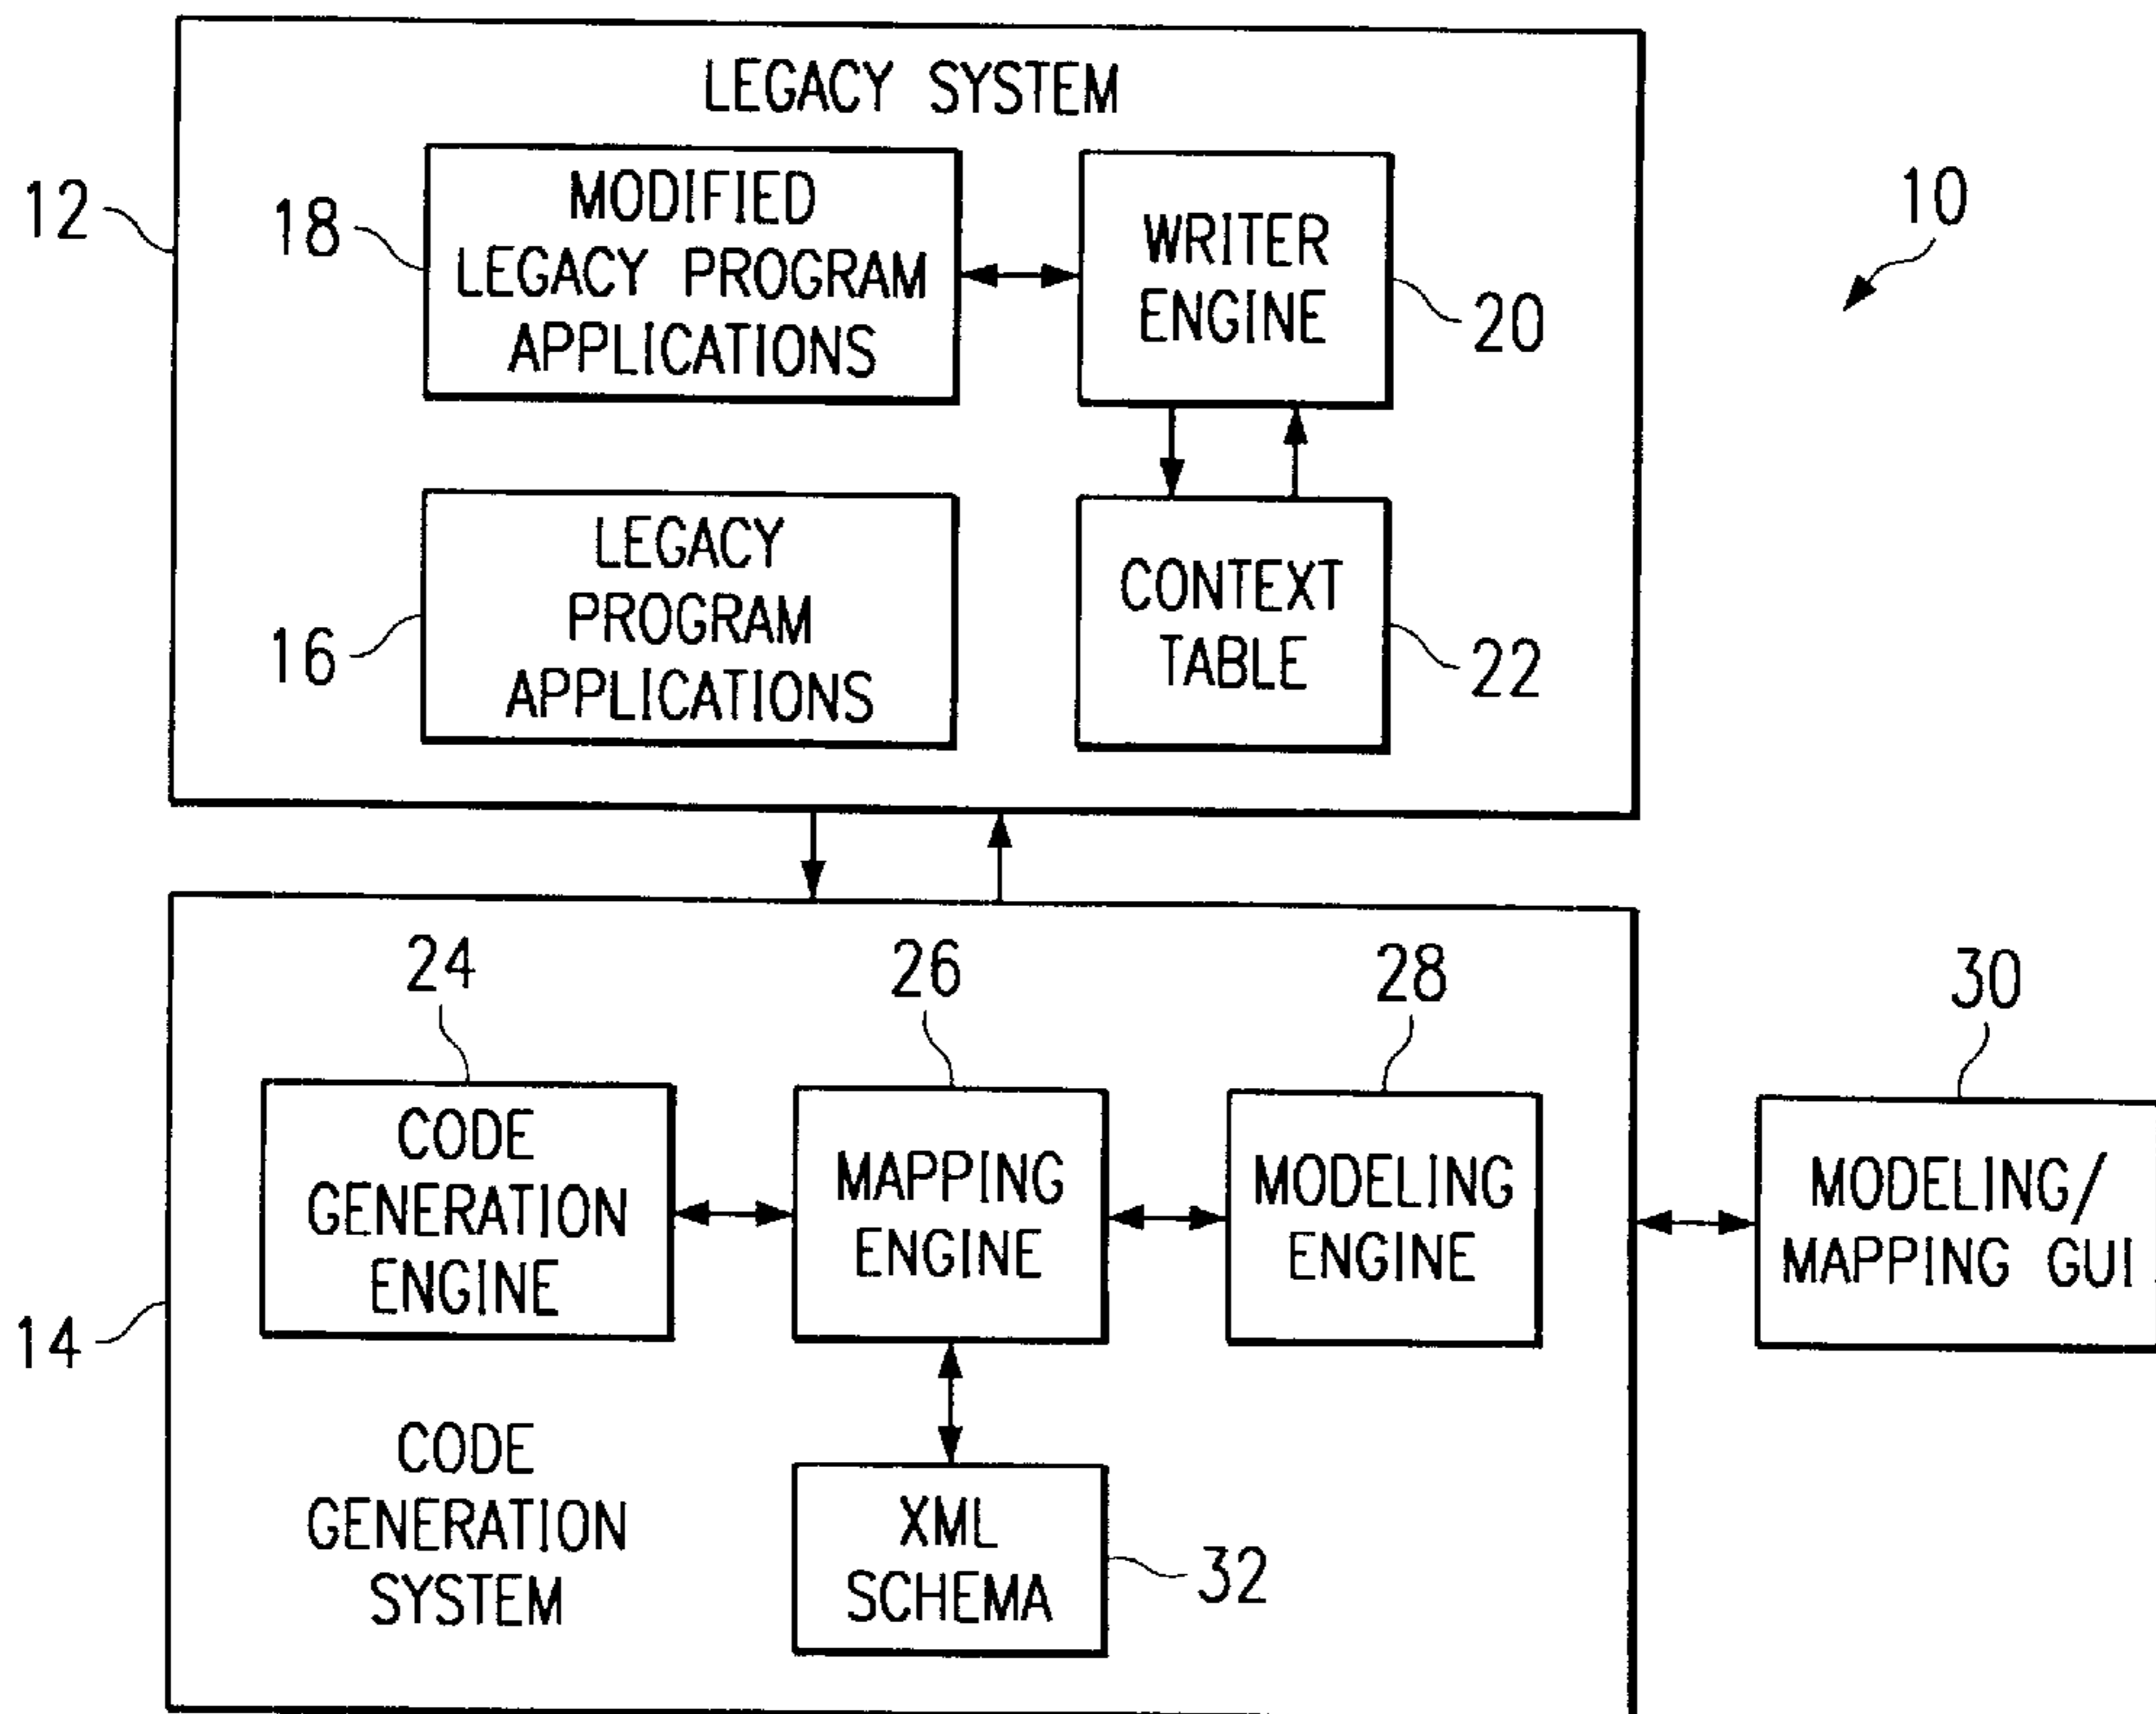 LEGACY SYSTEM
12
18
MODIFIED
LEGACY PROGRAM
APPLICATIONS
WRITER
ENGINE
20
10
16
LEGACY
PROGRAM
APPLICATIONS
CONTEXT
TABLE
22
24
26
28
30
CODE
GENERATION
ENGINE
MAPPING
ENGINE
MODELING
ENGINE
MODELING/
MAPPING GUI
14
CODE
GENERATION
SYSTEM
XML
SCHEMA
32